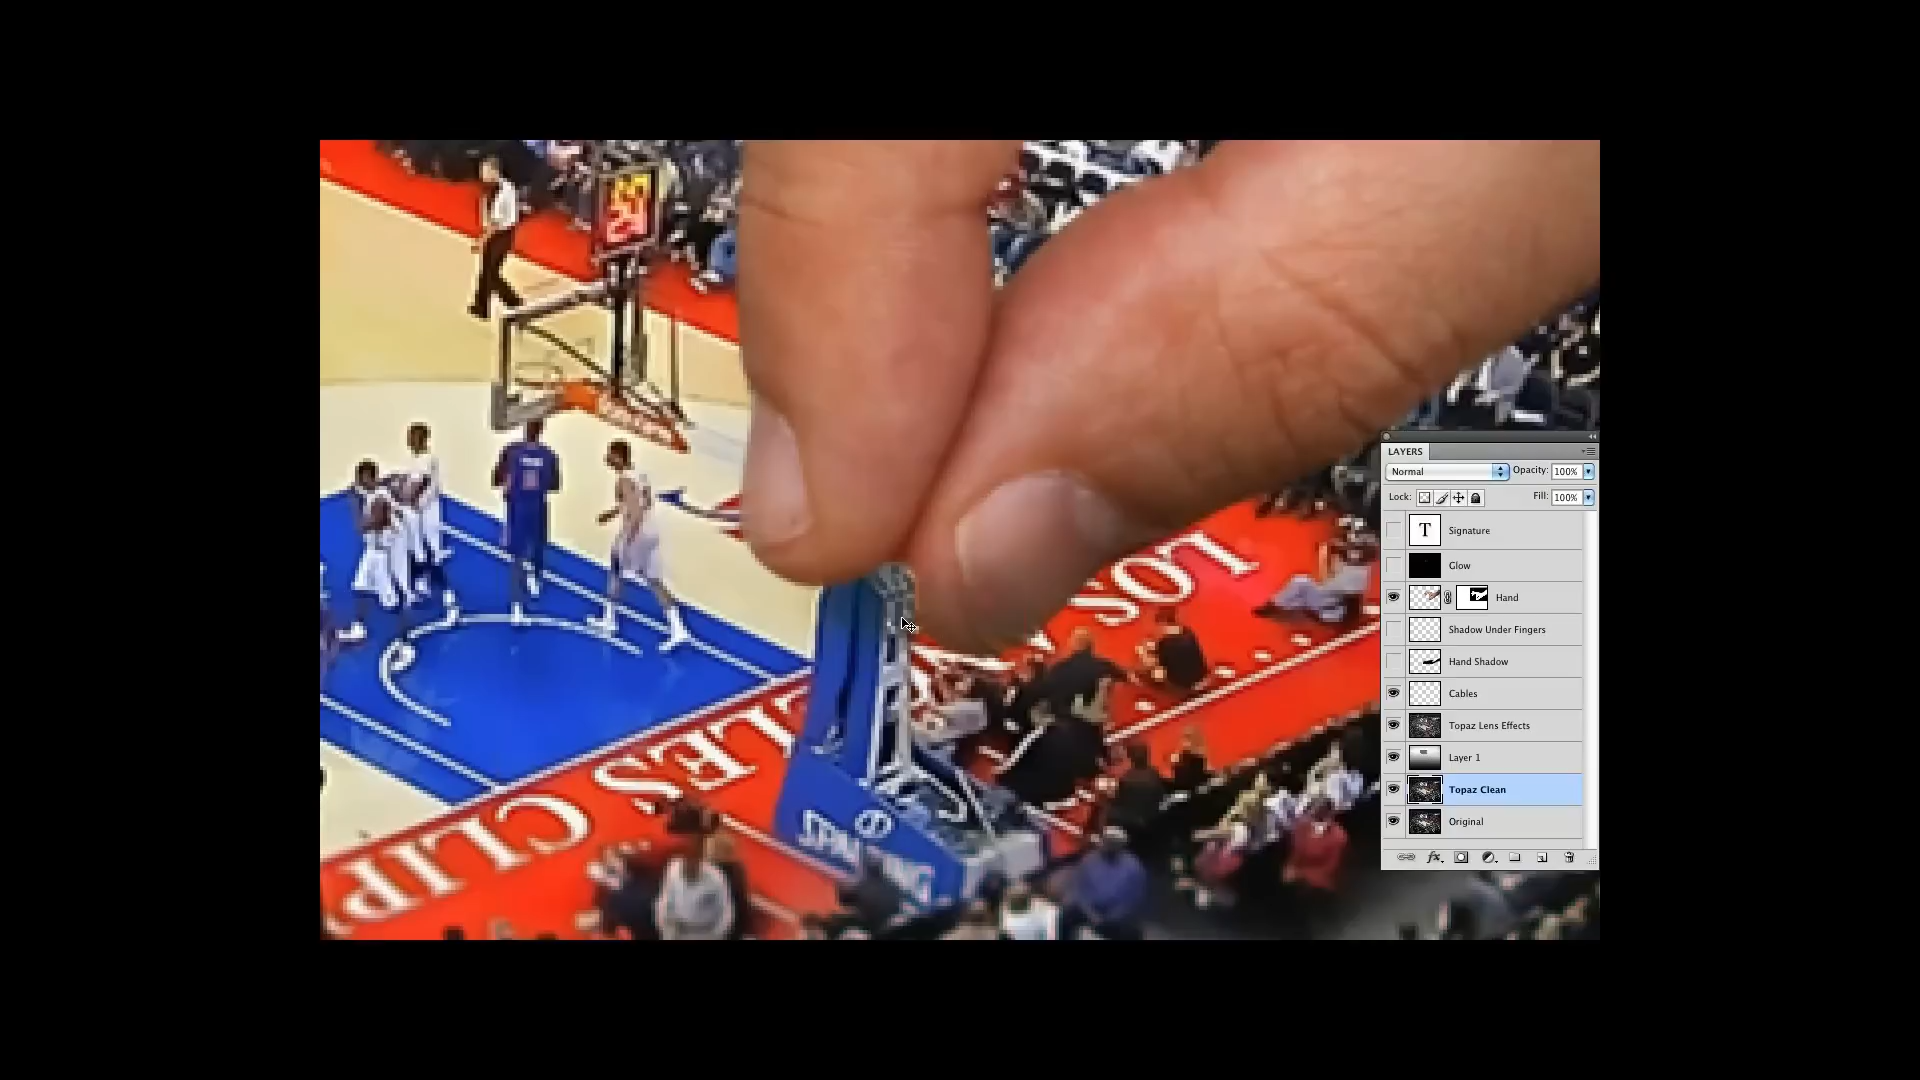 LOS
LES CLIP
SPALDING
LAYERS
Normal
Opacity: 100%
Lock:
Fill: 100%
T Signature
Glow
Hand
Shadow Under Fingers
Hand Shadow
Cables
Topaz Lens Effects
Layer 1
Topaz Clean
Original
fx